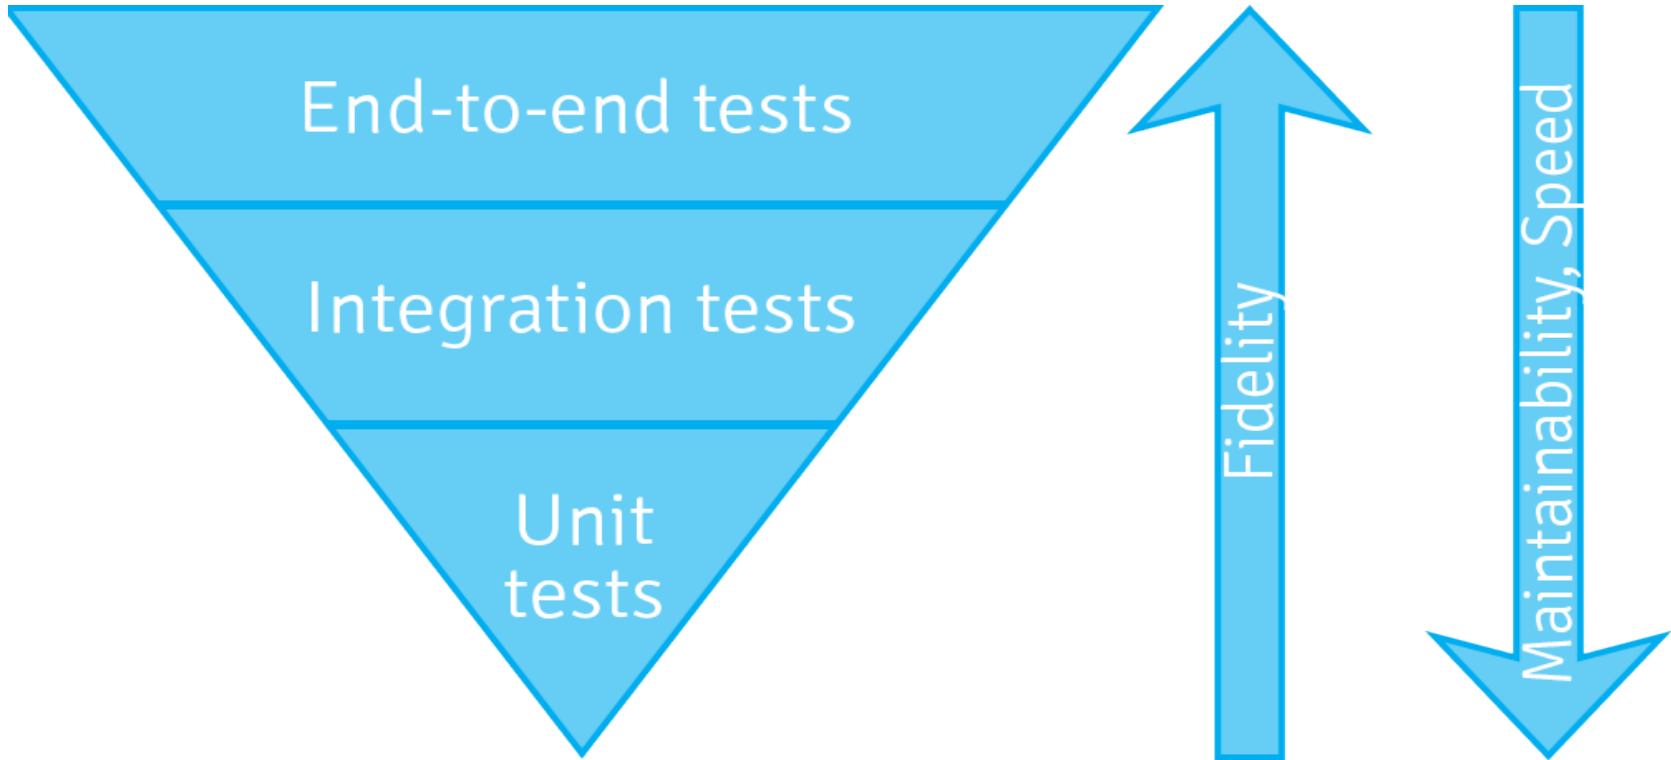 End-to-end tests
Integration tests
Unit
tests
Fidelity
Maintainability, Speed